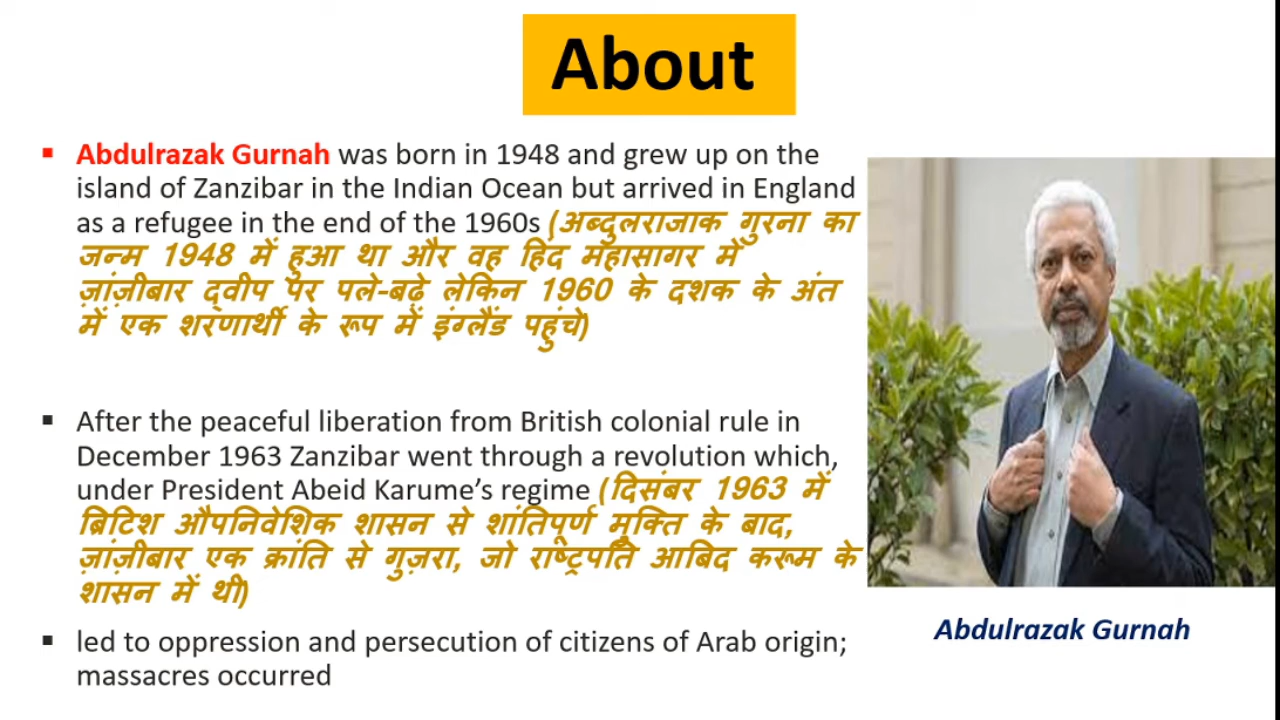 About
Abdulrazak Gurnah was born in 1948 and grew up on the
island of Zanzibar in the Indian Ocean but arrived in England
as a refugee in the end of the 1960s (अब्दुलराजाक गुरना का
जन्म 1948 में हुआ था और वह हिंद महासागर में
ज़ांज़ीबार द्वीप पर पले-बढ़े लेकिन 1960 के दशक के अंत
में एक शरणार्थी के रूप में इंग्लैंड पहुंचे)
After the peaceful liberation from British colonial rule in
December 1963 Zanzibar went through a revolution which,
under President Abeid Karume’s regime (दिसंबर 1963 में
ब्रिटिश औपनिवेशिक शासन से शांतिपूर्ण मुक्ति के बाद,
ज़ांज़ीबार एक क्रांति से गुज़रा, जो राष्ट्रपति आबिद करूम के
शासन में थी)
led to oppression and persecution of citizens of Arab origin;
massacres occurred
Abdulrazak Gurnah